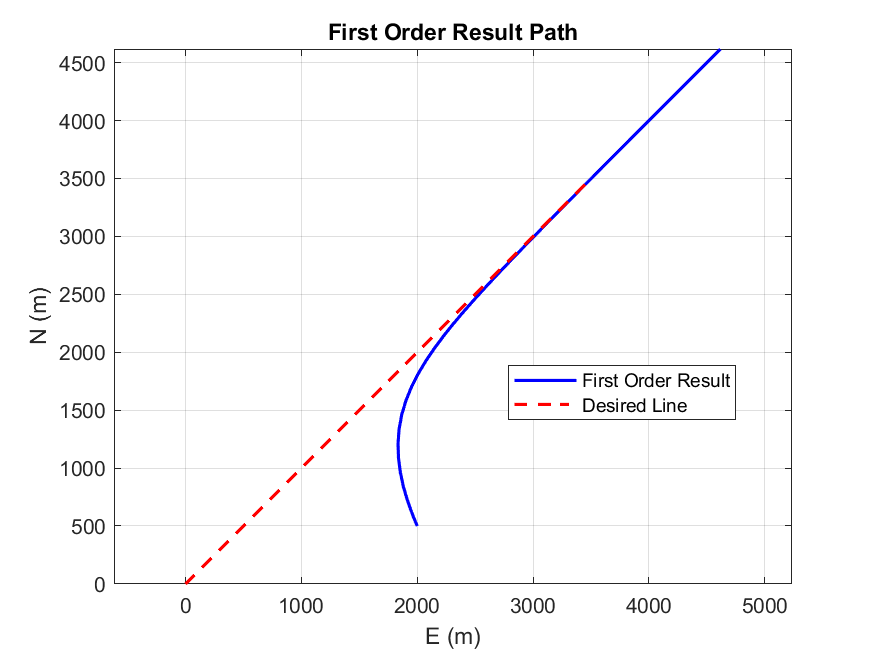 First Order Result Path
4500
4000
3500
3000
2500
2000
1500
1000
500
0
N (m)
First Order Result
Desired Line
0 1000 2000 3000 4000 5000
E (m)